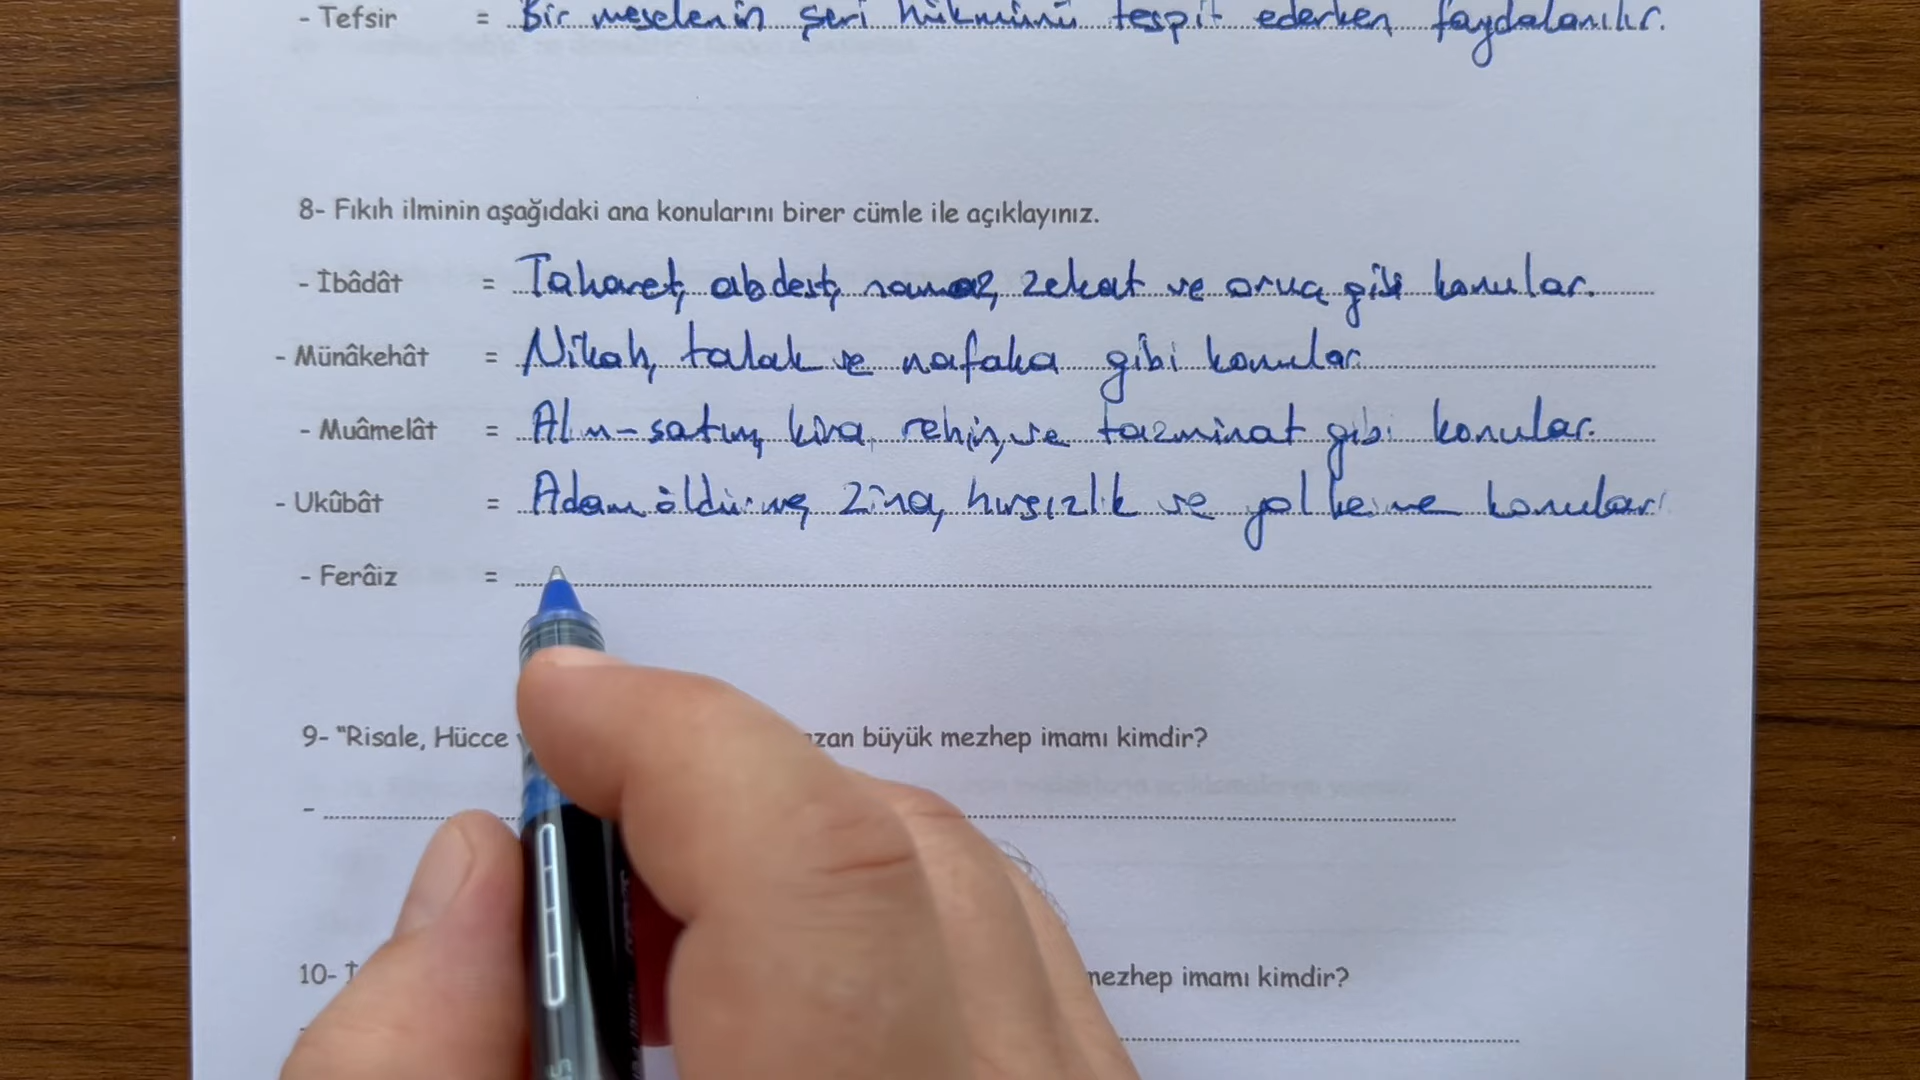 - Tefsir = Bir meselenin şeri hükmünü tespit ederken faydalanılır.
8- Fıkıh ilminin aşağıdaki ana konularını birer cümle ile açıklayınız.
- İbâdât = Taharet, abdest, namaz, zekat ve oruç gibi konular.
- Münâkehât = Nikah, talak ve nafaka gibi konular.
- Muâmelât = Alım-satım, kira, rehin, ve tazminat gibi konular.
- Ukûbât = Adam öldürme, zina, hırsızlık ve yol kesme konuları
- Ferâiz =
9- "Risale, Hücce büyük mezhep imamı kimdir?
-
10- mezhep imamı kimdir?